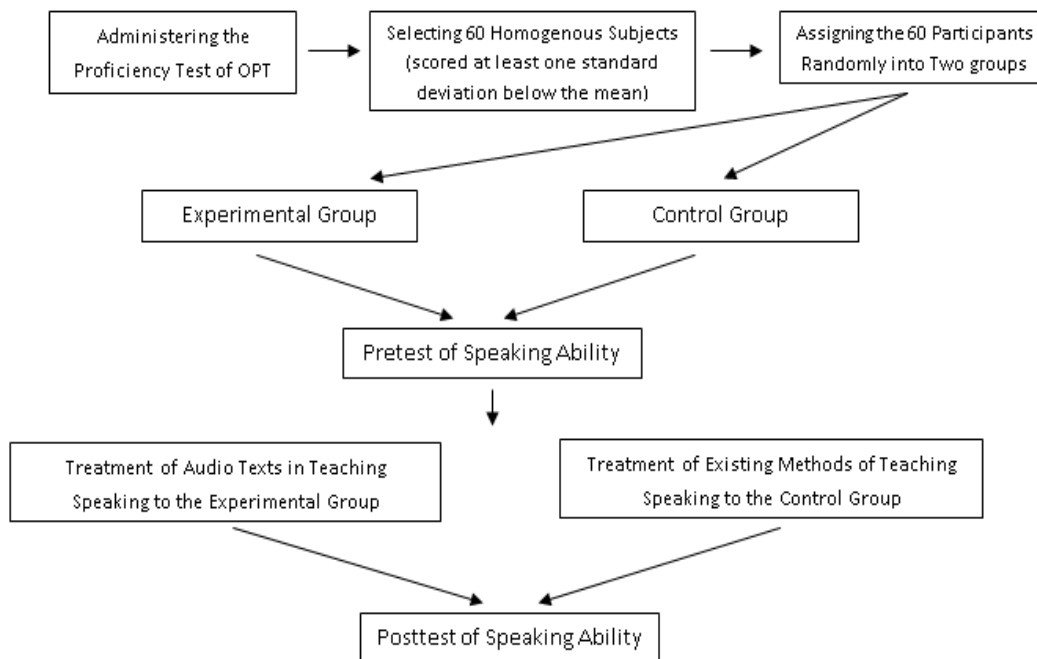 Administering the
Proficiency Test of OPT
Selecting 60 Homogenous Subjects
(scored at least one standard
deviation below the mean)
Assigning the 60 Participants
Randomly into Two groups
Experimental Group
Control Group
Pretest of Speaking Ability
Treatment of Audio Texts in Teaching
Speaking to the Experimental Group
Treatment of Existing Methods of Teaching
Speaking to the Control Group
Posttest of Speaking Ability